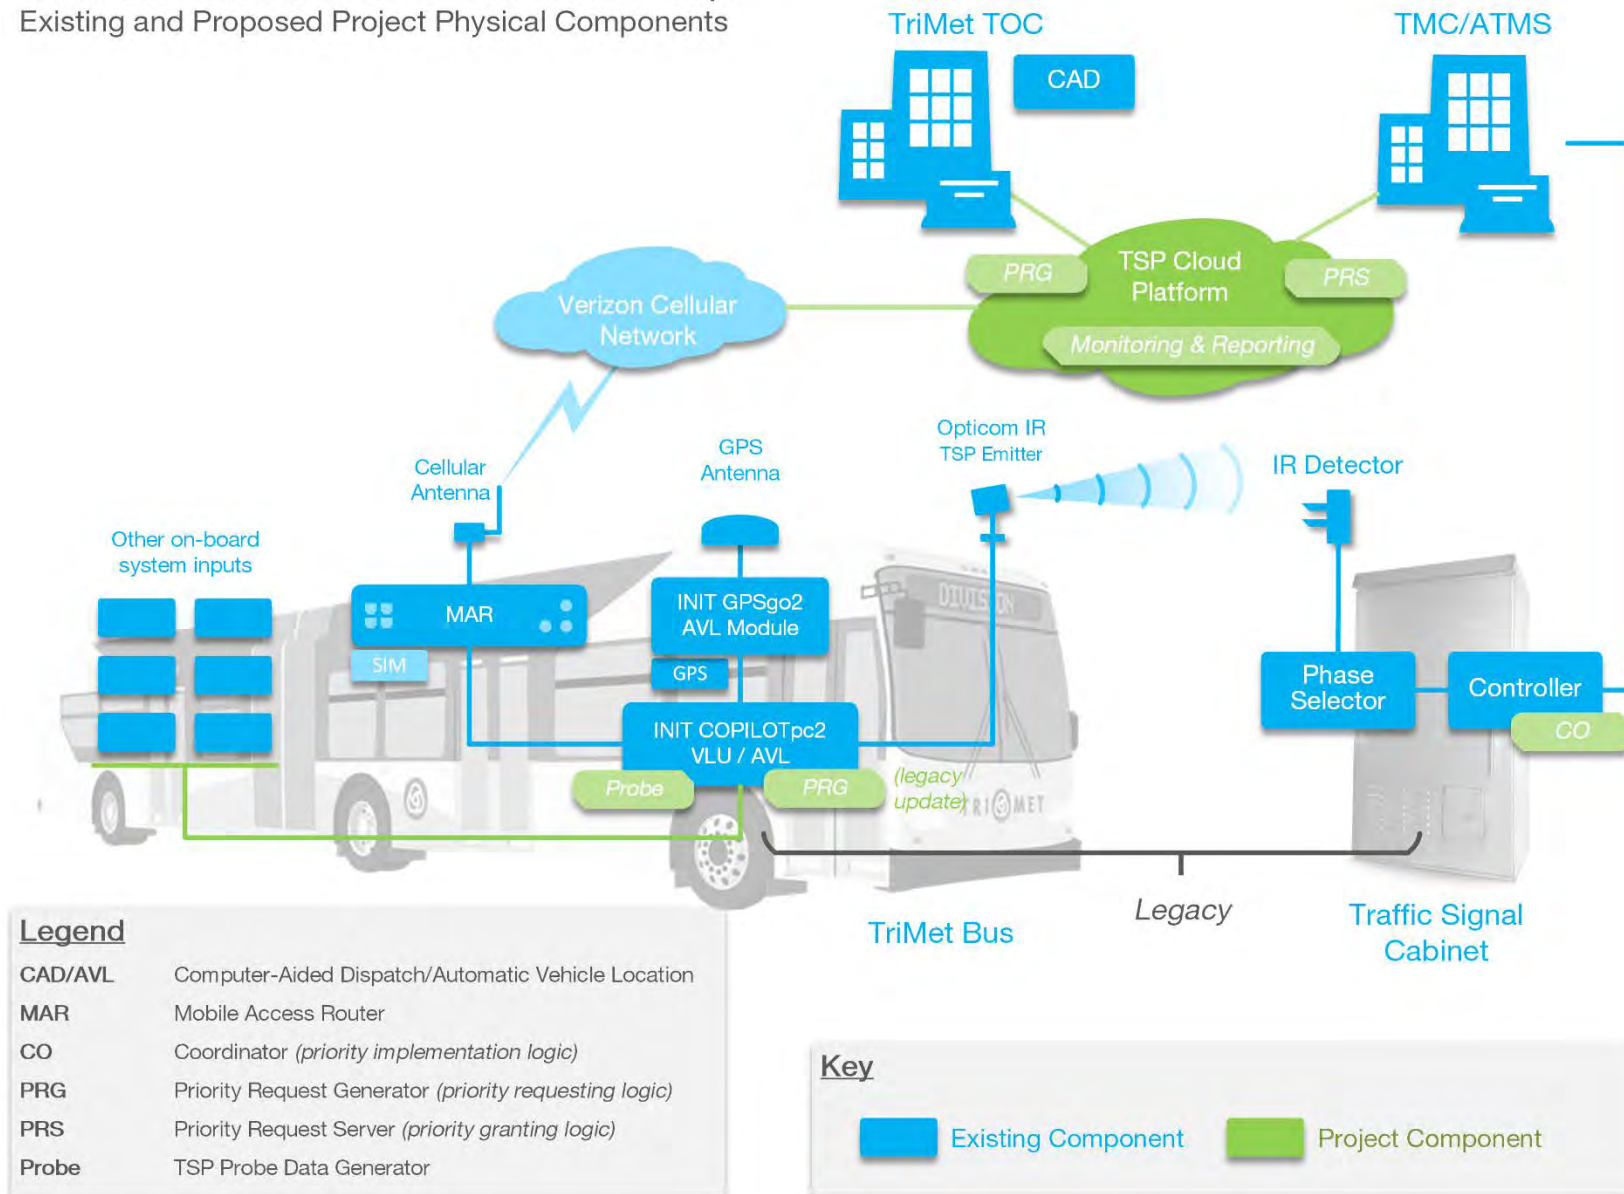 Existing and Proposed Project Physical Components
TriMet TOC
TMC/ATMS
CAD
PRG
TSP Cloud
Platform
PRS
Monitoring & Reporting
Verizon Cellular
Network
Opticom IR
TSP Emitter
GPS
Antenna
Cellular
Antenna
IR Detector
Other on-board
system inputs
MAR
SIM
INIT GPSgo2
AVL Module
GPS
DIVISION
INIT COPILOTpc2
VLU / AVL
Probe
PRG
(legacy
update)
TRIMET
Phase
Selector
Controller
CO
Legacy
TriMet Bus
Traffic Signal
Cabinet
Legend
CAD/AVL Computer-Aided Dispatch/Automatic Vehicle Location
MAR Mobile Access Router
CO Coordinator (priority implementation logic)
PRG Priority Request Generator (priority requesting logic)
PRS Priority Request Server (priority granting logic)
Probe TSP Probe Data Generator
Key
Existing Component
Project Component